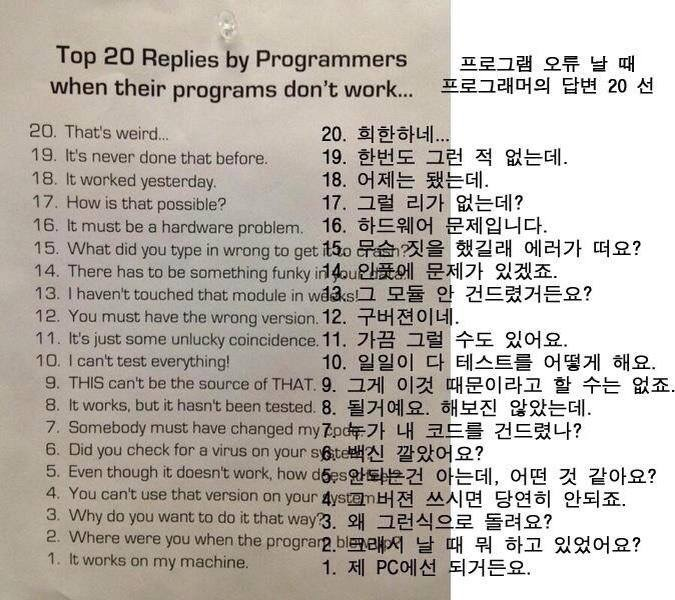 Top 20 Replies by Programmers
when their programs don't work...
20. That's weird...
19. It's never done that before.
18. It worked yesterday.
17. How is that possible?
16. It must be a hardware problem.
15. What did you type in wrong to get it to crash?
14. There has to be something funky in your data.
13. I haven't touched that module in weeks!
12. You must have the wrong version.
11. It's just some unlucky coincidence.
10. I can't test everything!
9. THIS can't be the source of THAT.
8. It works, but it hasn't been tested.
7. Somebody must have changed my code.
6. Did you check for a virus on your system?
5. Even though it doesn't work, how does
4. You can't use that version on your system.
3. Why do you want to do it that way?
2. Where were you when the program blew up?
1. It works on my machine.
프로그램 오류 날 때
프로그래머의 답변 20 선
20. 희한하네...
19. 한번도 그런 적 없는데.
18. 어제는 됐는데.
17. 그럴 리가 없는데?
16. 하드웨어 문제입니다.
15. 무슨 짓을 했길래 에러가 떠요?
14. 인풋에 문제가 있겠죠.
13. 그 모듈 안 건드렸거든요?
12. 구버젼이네.
11. 가끔 그럴 수도 있어요.
10. 일일이 다 테스트를 어떻게 해요.
9. 그게 이것 때문이라고 할 수는 없죠.
8. 될거예요. 해보진 않았는데.
7. 누가 내 코드를 건드렸나?
6. 백신 깔았어요?
5. 안되는건 아는데, 어떤 것 같아요?
4. 그 버젼 쓰시면 당연히 안되죠.
3. 왜 그런식으로 돌려요?
2. 그래서 날 때 뭐 하고 있었어요?
1. 제 PC에선 되거든요.